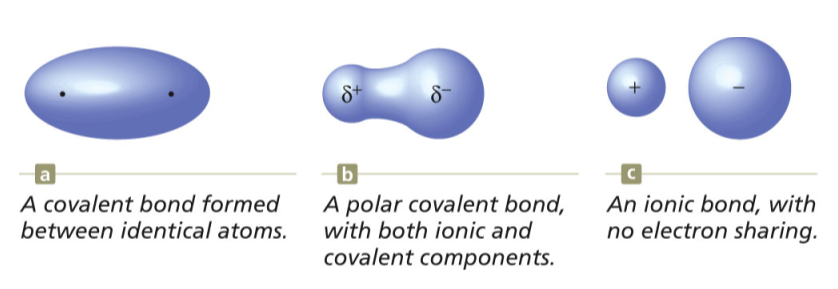 δ+ δ−
+ −
a
A covalent bond formed
between identical atoms.
b
A polar covalent bond,
with both ionic and
covalent components.
c
An ionic bond, with
no electron sharing.